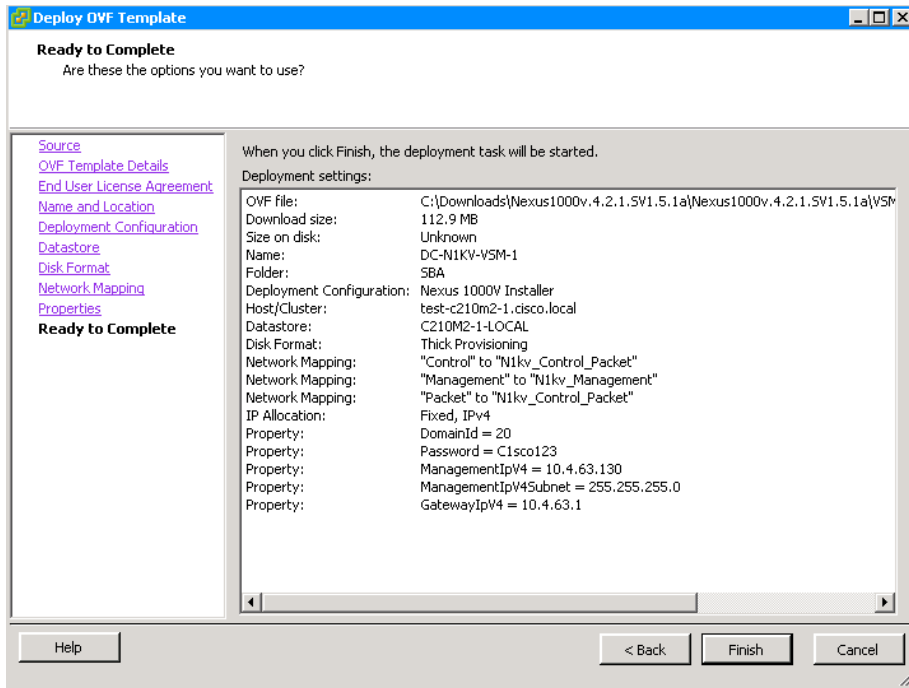 Deploy OVF Template
Ready to Complete
Are these the options you want to use?
Source
OVF Template Details
End User License Agreement
Name and Location
Deployment Configuration
Datastore
Disk Format
Network Mapping
Properties
Ready to Complete
When you click Finish, the deployment task will be started.
Deployment settings:
OVF file: C:\Downloads\Nexus1000v.4.2.1.SV1.5.1a\Nexus1000v.4.2.1.SV1.5.1a\VSM
Download size: 112.9 MB
Size on disk: Unknown
Name: DC-N1KV-VSM-1
Folder: SBA
Deployment Configuration: Nexus 1000V Installer
Host/Cluster: test-c210m2-1.cisco.local
Datastore: C210M2-1-LOCAL
Disk Format: Thick Provisioning
Network Mapping: "Control" to "N1kv_Control_Packet"
Network Mapping: "Management" to "N1kv_Management"
Network Mapping: "Packet" to "N1kv_Control_Packet"
IP Allocation: Fixed, IPv4
Property: DomainId = 20
Property: Password = C1sco123
Property: ManagementIpV4 = 10.4.63.130
Property: ManagementIpV4Subnet = 255.255.255.0
Property: GatewayIpV4 = 10.4.63.1
Help
< Back
Finish
Cancel